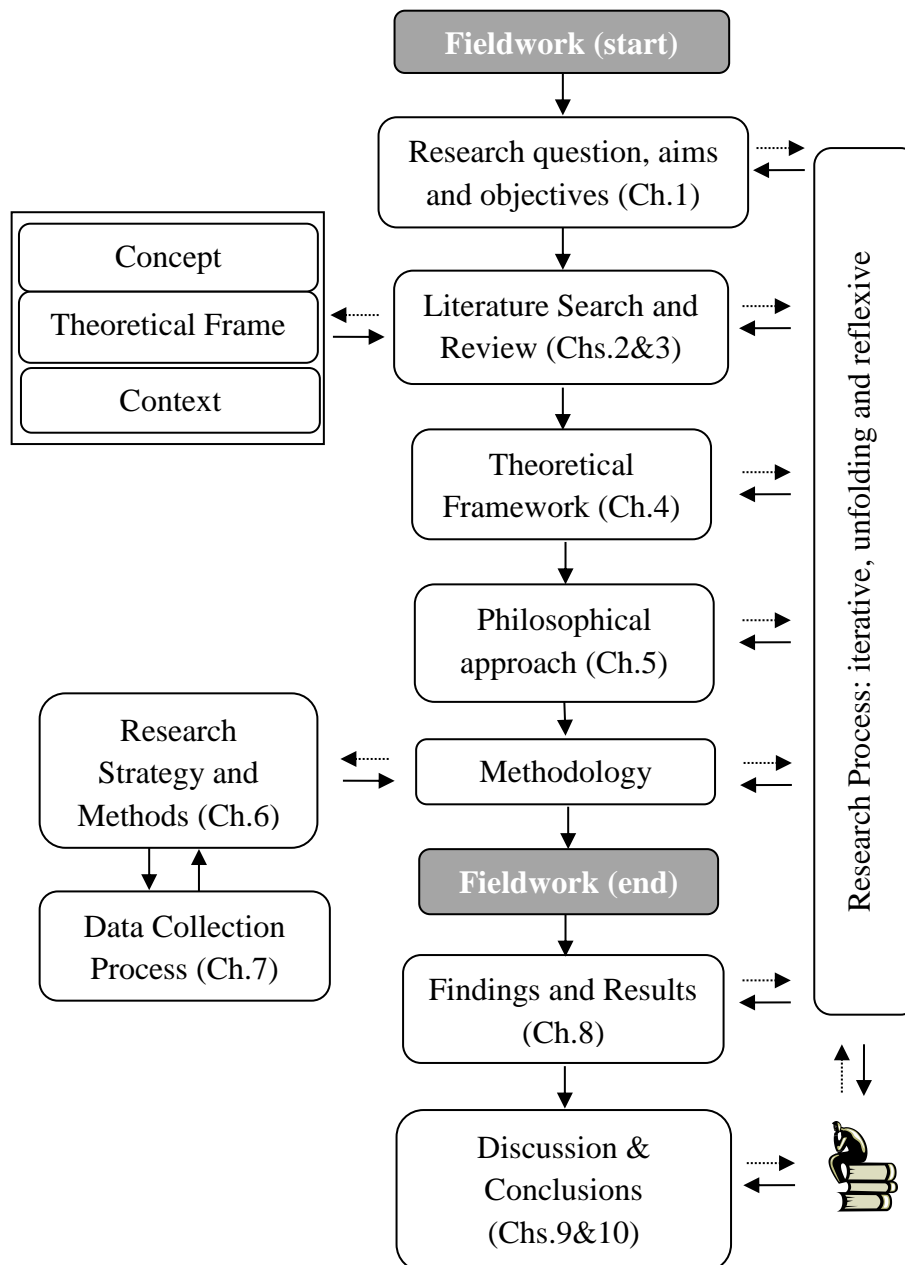 Fieldwork (start)
Research question, aims
and objectives (Ch.1)
Concept
Theoretical Frame
Context
Literature Search and
Review (Chs.2&3)
Theoretical
Framework (Ch.4)
Philosophical
approach (Ch.5)
Research
Strategy and
Methods (Ch.6)
Methodology
Data Collection
Process (Ch.7)
Fieldwork (end)
Findings and Results
(Ch.8)
Discussion &
Conclusions
(Chs.9&10)
Research Process: iterative, unfolding and reflexive